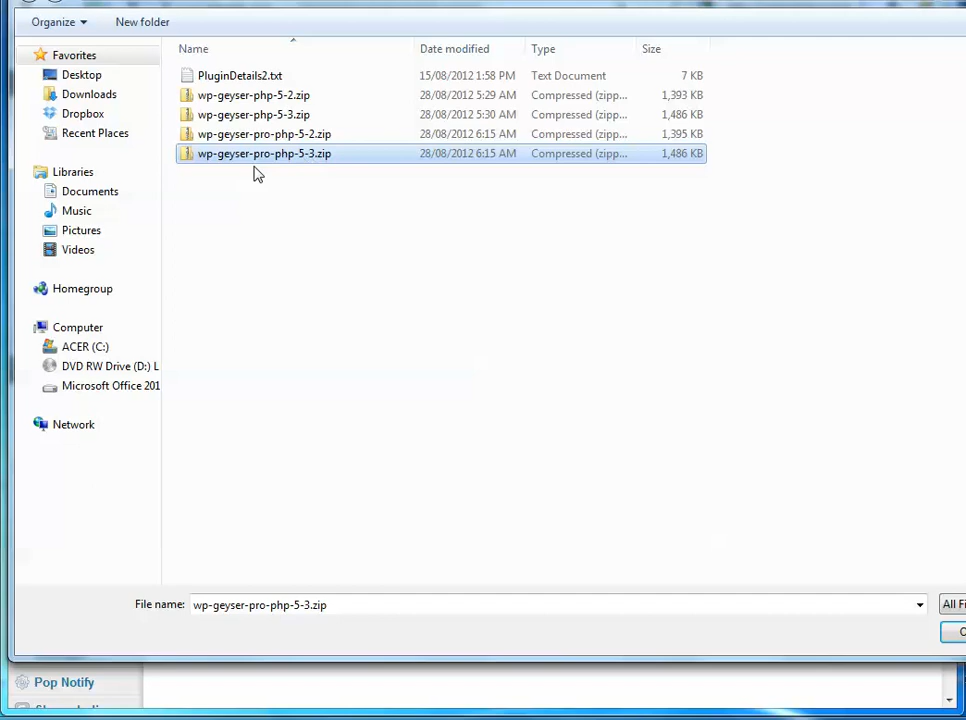 Organize New folder
Name Date modified Type Size
Favorites
Desktop
Downloads
Dropbox
Recent Places
Libraries
Documents
Music
Pictures
Videos
Homegroup
Computer
ACER (C:)
DVD RW Drive (D:) L
Microsoft Office 201
Network
PluginDetails2.txt 15/08/2012 1:58 PM Text Document 7 KB
wp-geyser-php-5-2.zip 28/08/2012 5:29 AM Compressed (zipp... 1,393 KB
wp-geyser-php-5-3.zip 28/08/2012 5:30 AM Compressed (zipp... 1,486 KB
wp-geyser-pro-php-5-2.zip 28/08/2012 6:15 AM Compressed (zipp... 1,395 KB
wp-geyser-pro-php-5-3.zip 28/08/2012 6:15 AM Compressed (zipp... 1,486 KB
File name: wp-geyser-pro-php-5-3.zip All Fi
Pop Notify